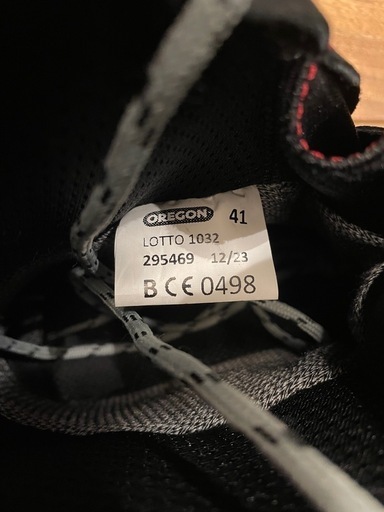 OREGON 41
LOTTO 1032
295469 12/23
B CE 0498